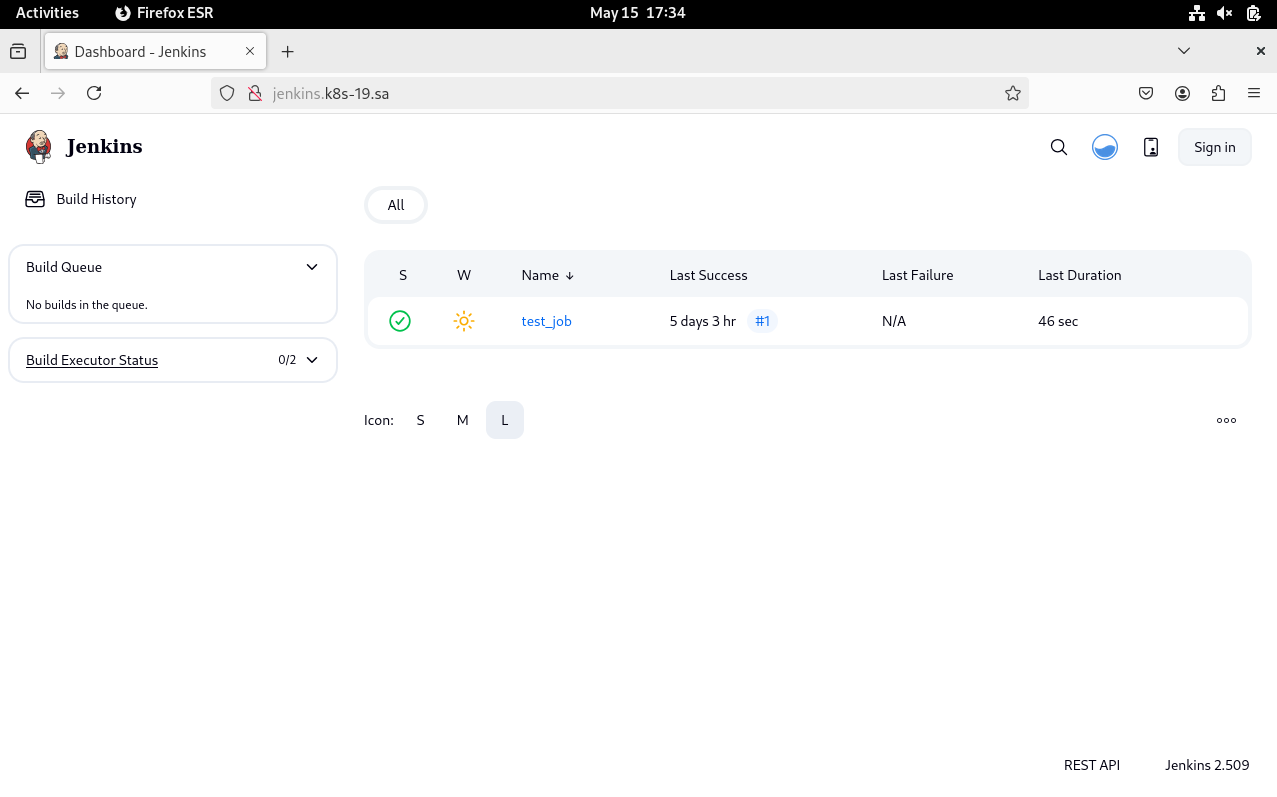 Activities Firefox ESR May 15 17:34
Dashboard - Jenkins
jenkins.k8s-19.sa
Jenkins Sign in
Build History
All
Build Queue
No builds in the queue.
Build Executor Status 0/2
S W Name ↓ Last Success Last Failure Last Duration
test_job 5 days 3 hr #1 N/A 46 sec
Icon: S M L
REST API Jenkins 2.509